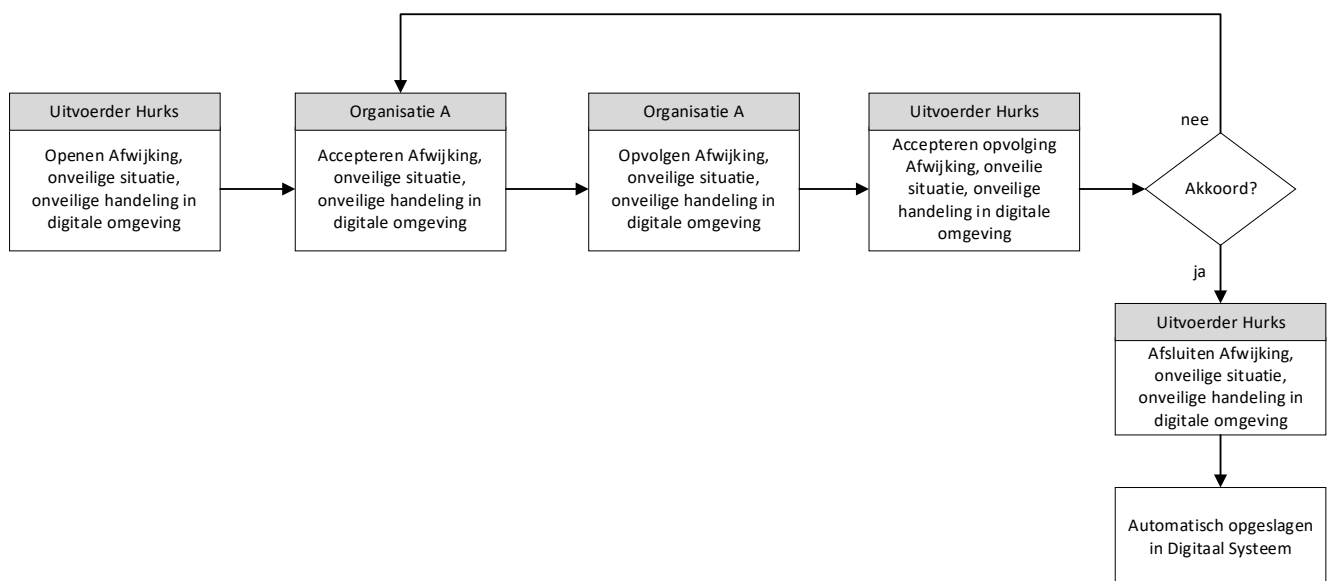 Uitvoerder Hurks
Openen Afwijking,
onveilige situatie,
onveilige handeling in
digitale omgeving
Organisatie A
Accepteren Afwijking,
onveilige situatie,
onveilige handeling in
digitale omgeving
Organisatie A
Opvolgen Afwijking,
onveilige situatie,
onveilige handeling in
digitale omgeving
Uitvoerder Hurks
Accepteren opvolging
Afwijking, onveilie
situatie, onveilige
handeling in digitale
omgeving
nee
Akkoord?
ja
Uitvoerder Hurks
Afsluiten Afwijking,
onveilige situatie,
onveilige handeling in
digitale omgeving
Automatisch opgeslagen
in Digitaal Systeem